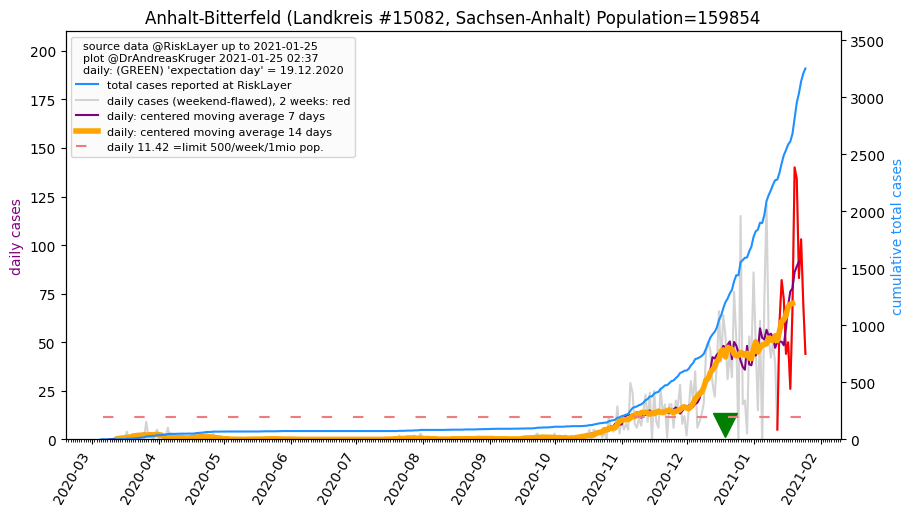 Anhalt-Bitterfeld (Landkreis #15082, Sachsen-Anhalt) Population=159854
source data @RiskLayer up to 2021-01-25
plot @DrAndreasKruger 2021-01-25 02:37
daily: (GREEN) 'expectation day' = 19.12.2020
total cases reported at RiskLayer
daily cases (weekend-flawed), 2 weeks: red
daily: centered moving average 7 days
daily: centered moving average 14 days
daily 11.42 =limit 500/week/1mio pop.
daily cases
200
175
150
125
100
75
50
25
0
3500
3000
2500
2000
1500
1000
500
0
cumulative total cases
2020-03
2020-04
2020-05
2020-06
2020-07
2020-08
2020-09
2020-10
2020-11
2020-12
2021-01
2021-02